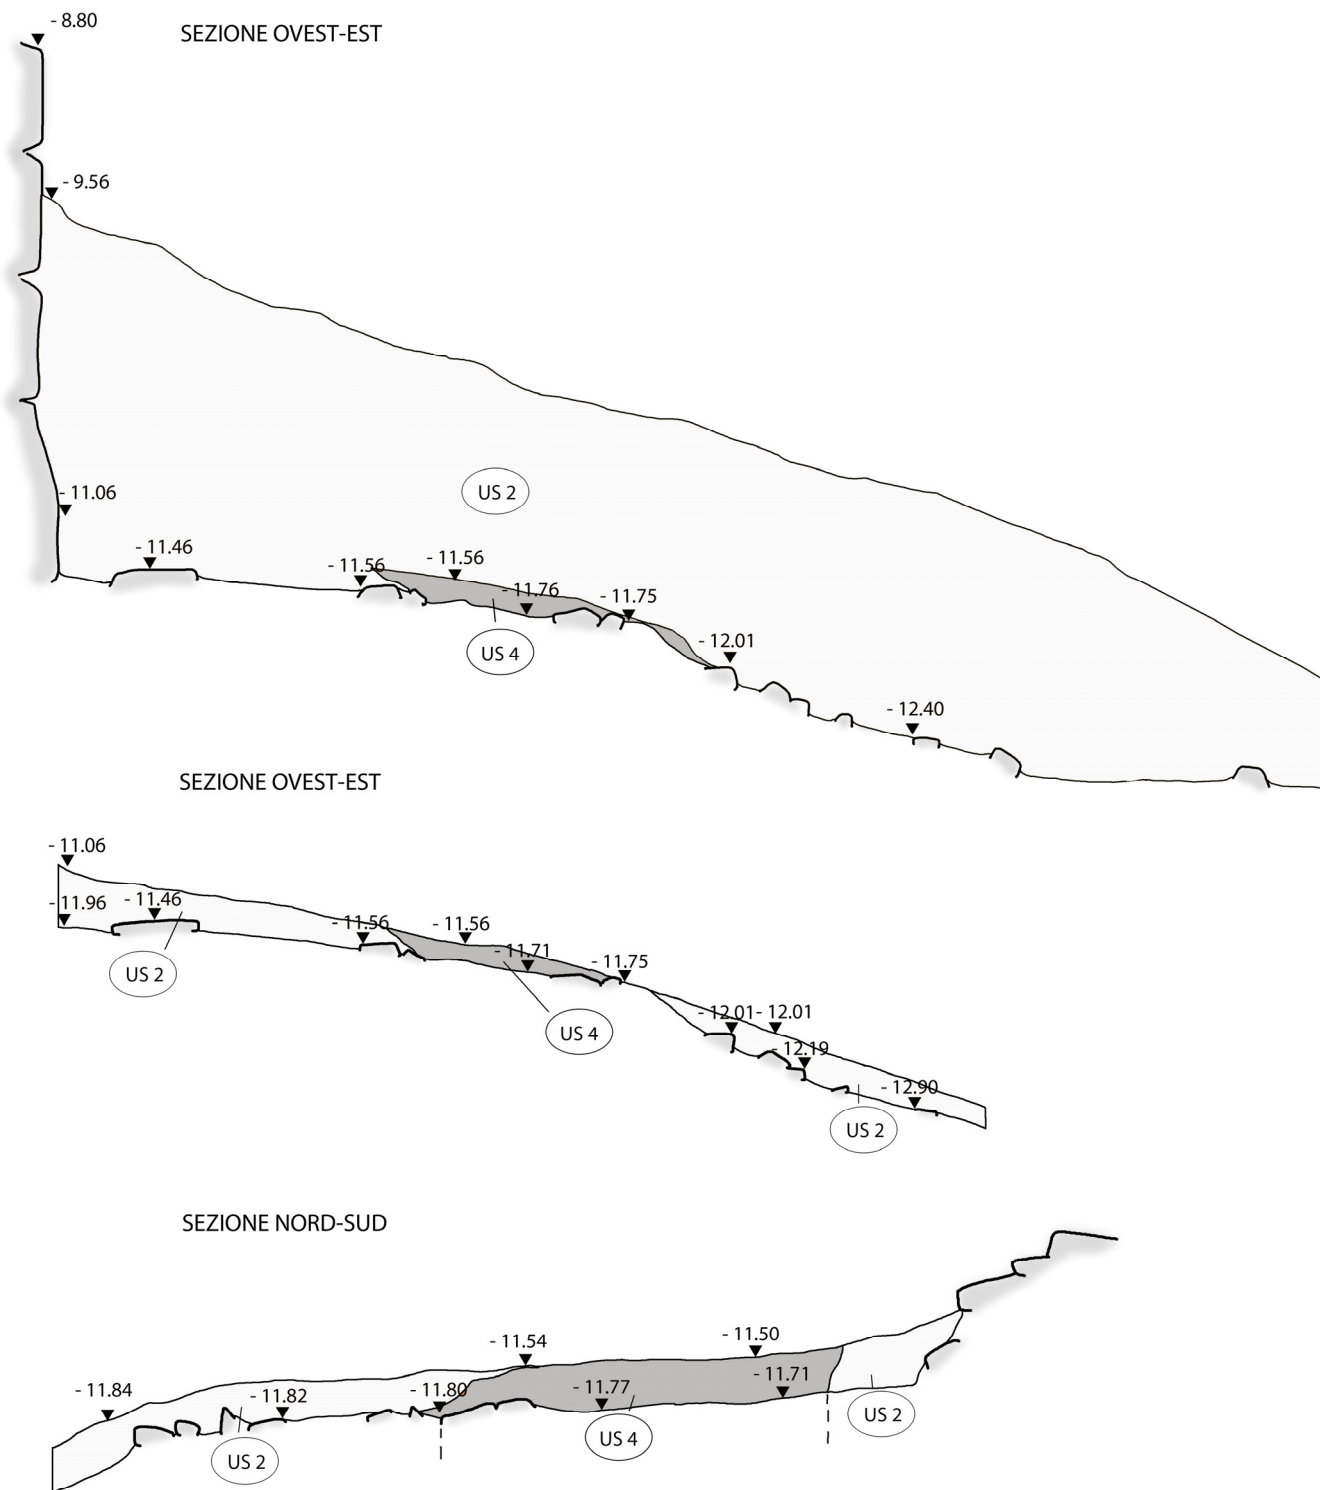 - 8.80
SEZIONE OVEST-EST
- 9.56
- 11.06
US 2
- 11.46
- 11.56
- 11.56
- 11.76
- 11.75
US 4
- 12.01
- 12.40
SEZIONE OVEST-EST
- 11.06
- 11.96
- 11.46
- 11.56
- 11.56
- 11.71
- 11.75
US 2
US 4
- 12.01
- 12.01
- 12.19
- 12.90
US 2
SEZIONE NORD-SUD
- 11.54
- 11.50
- 11.84
- 11.82
- 11.80
- 11.77
- 11.71
US 2
US 4
US 2